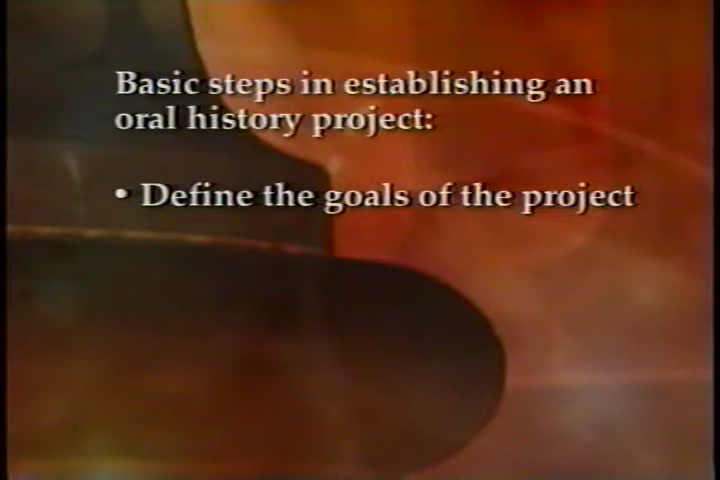 Basic steps in establishing an
oral history project:
• Define the goals of the project